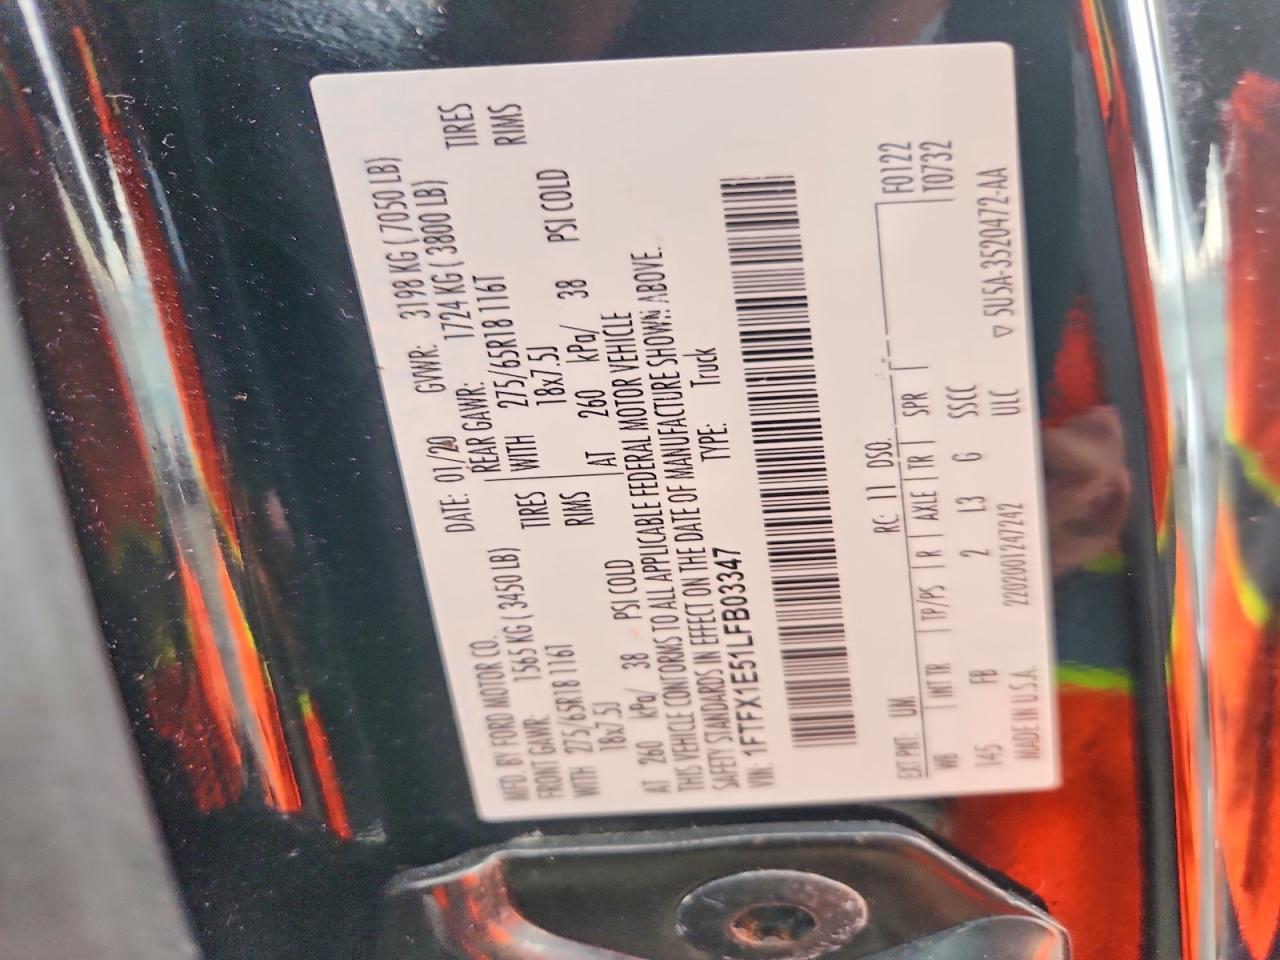 MFD. BY FORD MOTOR CO.
DATE: 01/20 GVWR: 3198 KG ( 7050 LB)
FRONT GAWR: 1565 KG ( 3450 LB) REAR GAWR: 1724 KG ( 3800 LB)
WITH 275/65R18 116T TIRES WITH 275/65R18 116T TIRES
18x7.5J RIMS 18x7.5J RIMS
AT 260 kPa/ 38 PSI COLD AT 260 kPa/ 38 PSI COLD
THIS VEHICLE CONFORMS TO ALL APPLICABLE FEDERAL MOTOR VEHICLE
SAFETY STANDARDS IN EFFECT ON THE DATE OF MANUFACTURE SHOWN ABOVE.
VIN: 1FTFX1E51LFB03347 TYPE: Truck
EXT PNT: UM RC: 11 DSO: F0122
WB INT TR TP/PS R AXLE TR SPR T0732
145 FB 2 L3 G SSCC
MADE IN U.S.A. 2202001247242 ULC ▽ 5U5A-3520472-AA